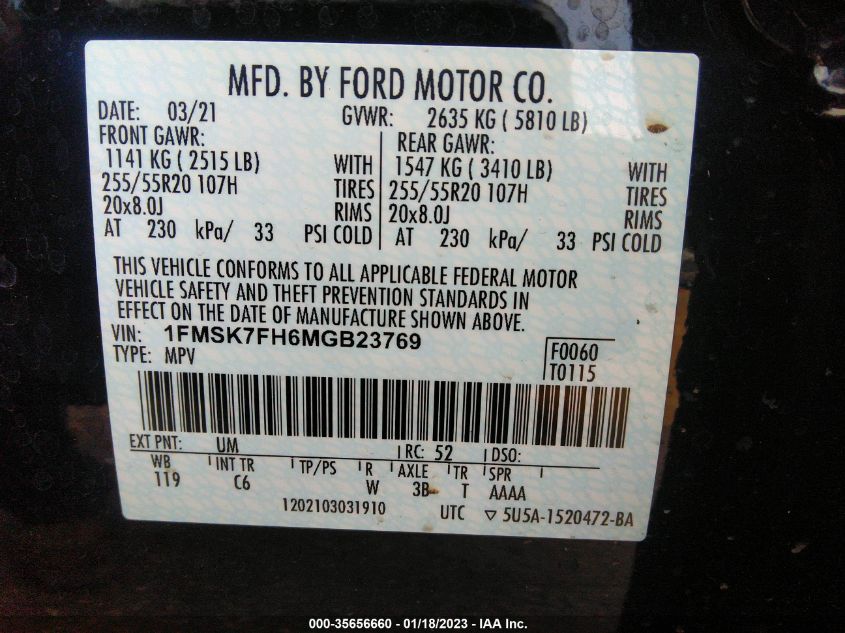 MFD. BY FORD MOTOR CO.
DATE: 03/21 GVWR: 2635 KG ( 5810 LB)
FRONT GAWR: REAR GAWR:
1141 KG ( 2515 LB) WITH 1547 KG ( 3410 LB) WITH
255/55R20 107H TIRES 255/55R20 107H TIRES
20x8.0J RIMS 20x8.0J RIMS
AT 230 kPa/ 33 PSI COLD AT 230 kPa/ 33 PSI COLD
THIS VEHICLE CONFORMS TO ALL APPLICABLE FEDERAL MOTOR
VEHICLE SAFETY AND THEFT PREVENTION STANDARDS IN
EFFECT ON THE DATE OF MANUFACTURE SHOWN ABOVE.
VIN: 1FMSK7FH6MGB23769
TYPE: MPV F0060
T0115
EXT PNT: UM RC: 52 DSO:
WB INT TR TP/PS R AXLE TR SPR
119 C6 W 3B T AAAA
1202103031910 UTC ▽ 5U5A-1520472-BA
000-35656660 — 01/18/2023 — IAA Inc.